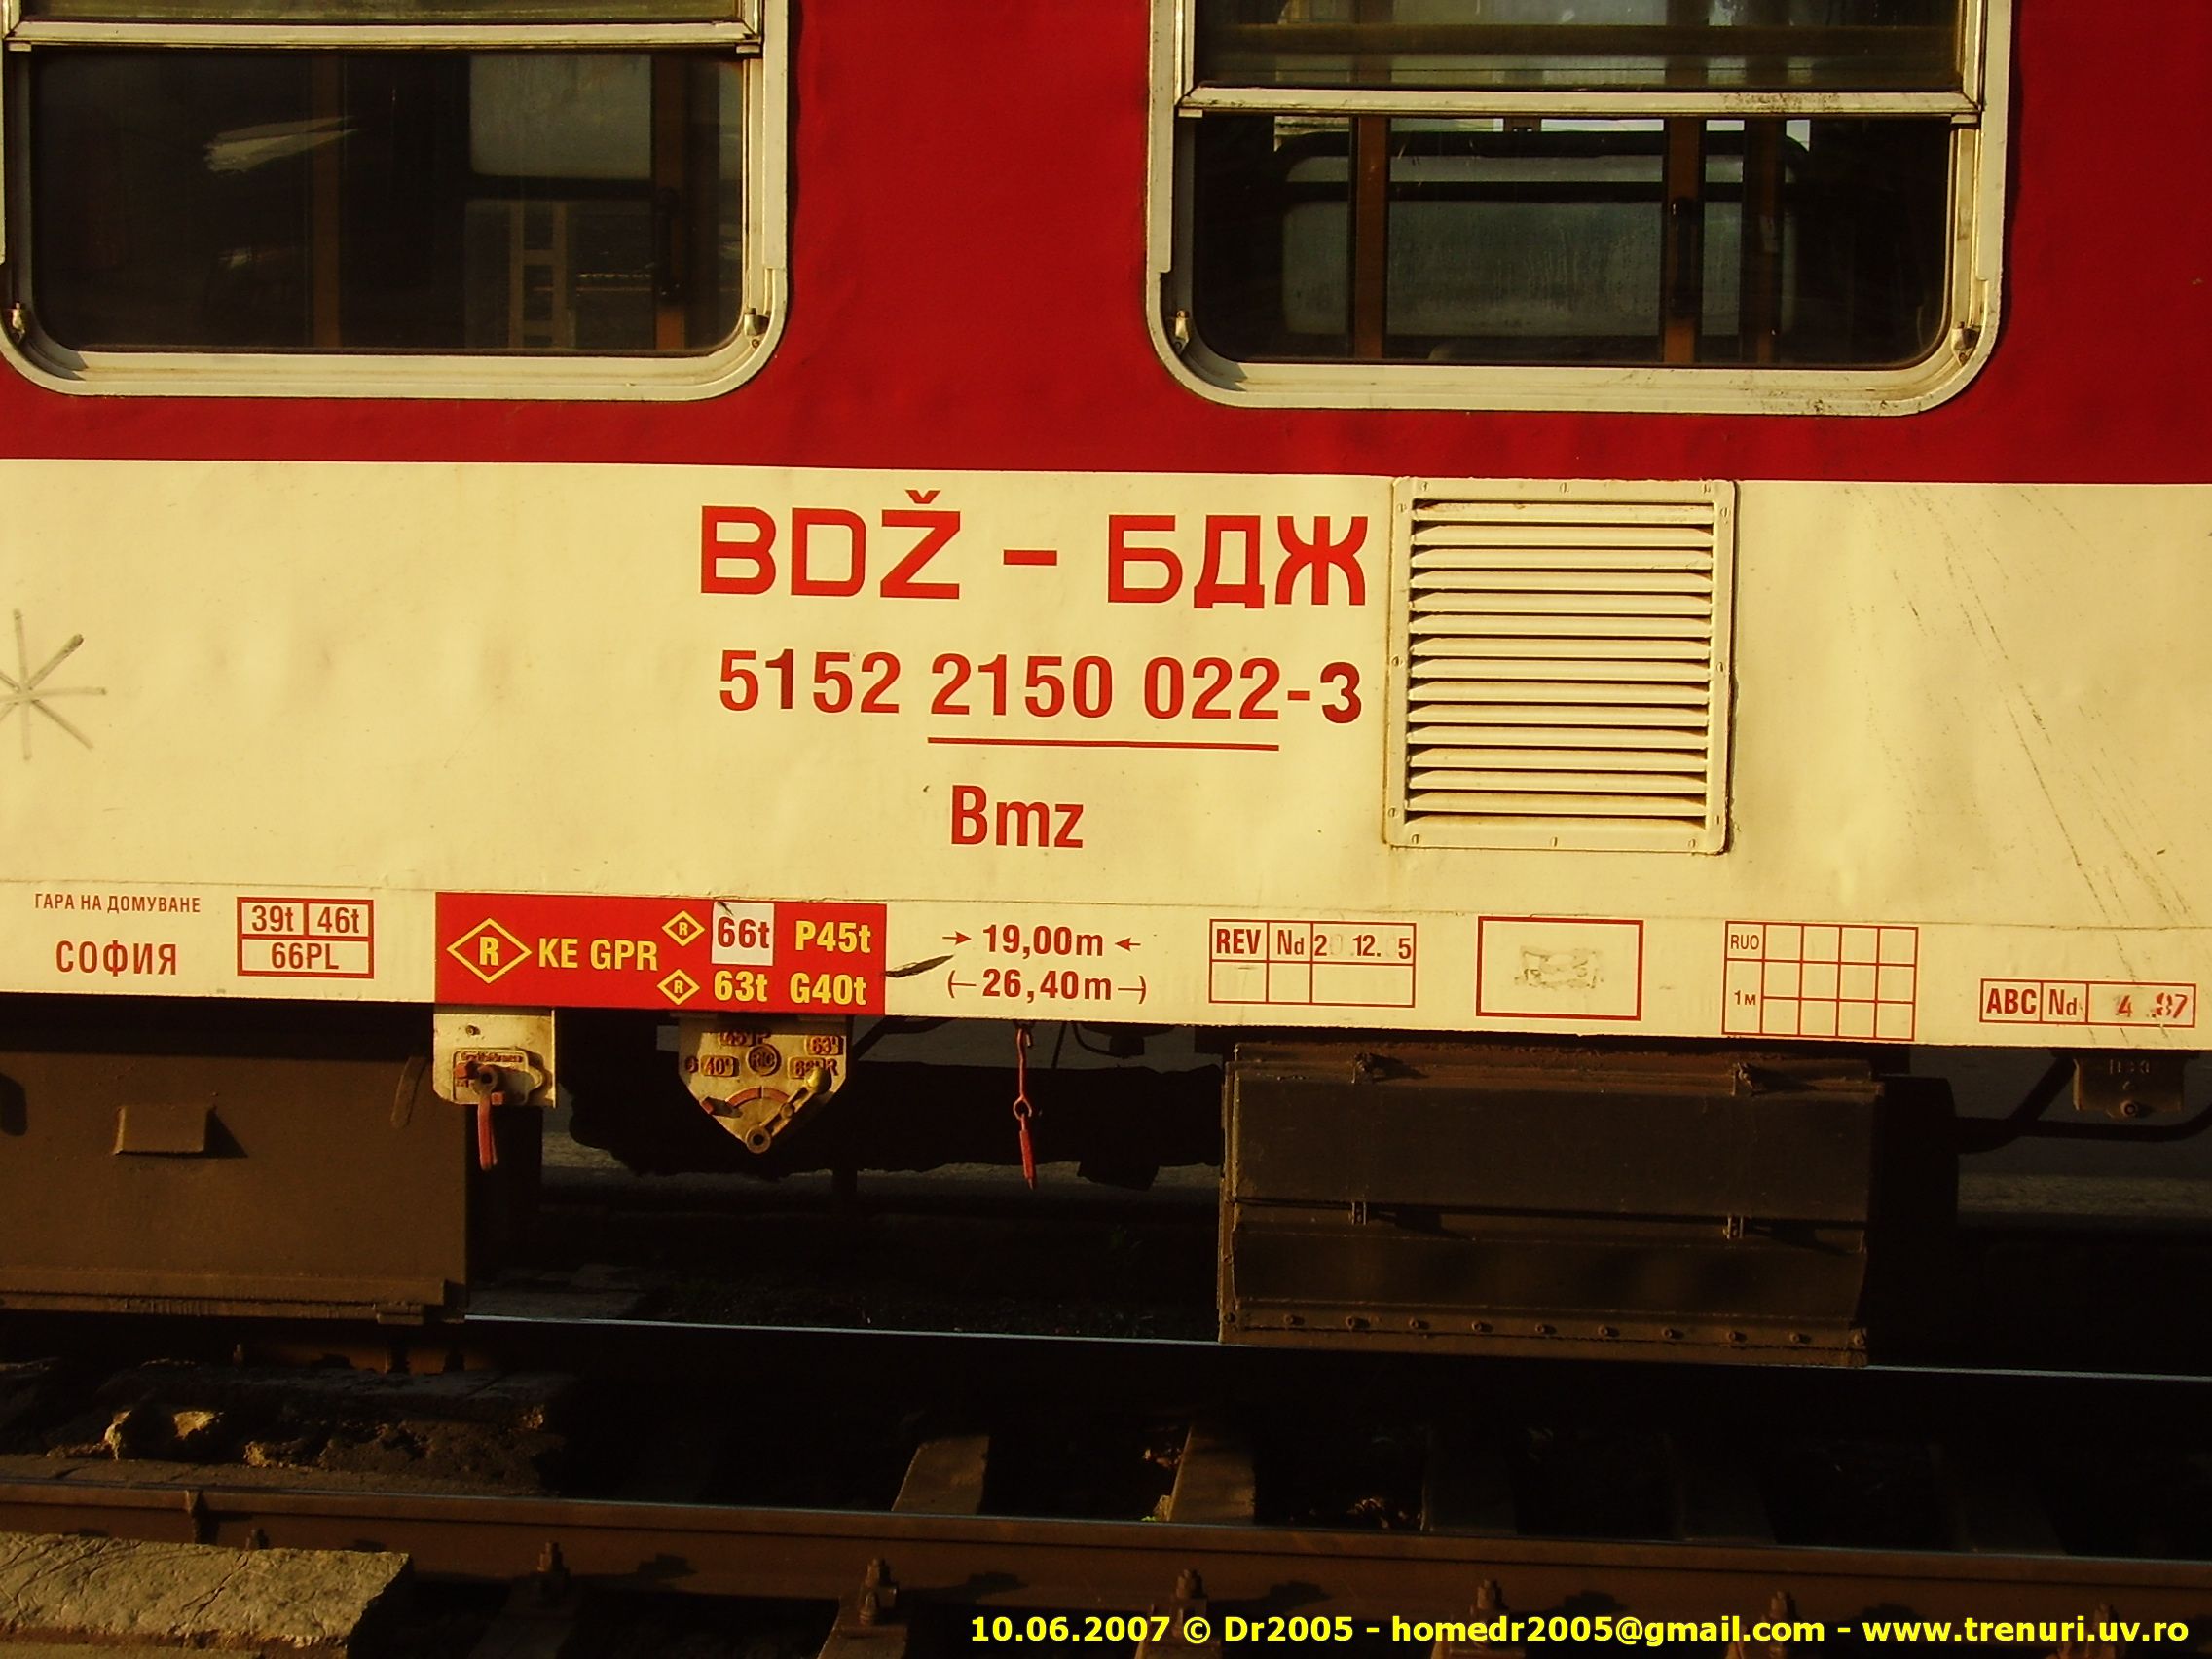 BDŽ - БДЖ
5152 2150 022-3
Bmz
ГАРА НА ДОМУВАНЕ
СОФИЯ
39t 46t
66PL
R KE GPR
R 66t P45t
R 63t G40t
19,00m
(26,40m)
REV Nd
RUO
1м
ABC Nd
10.06.2007 © Dr2005 - homedr2005@gmail.com - www.trenuri.uv.ro